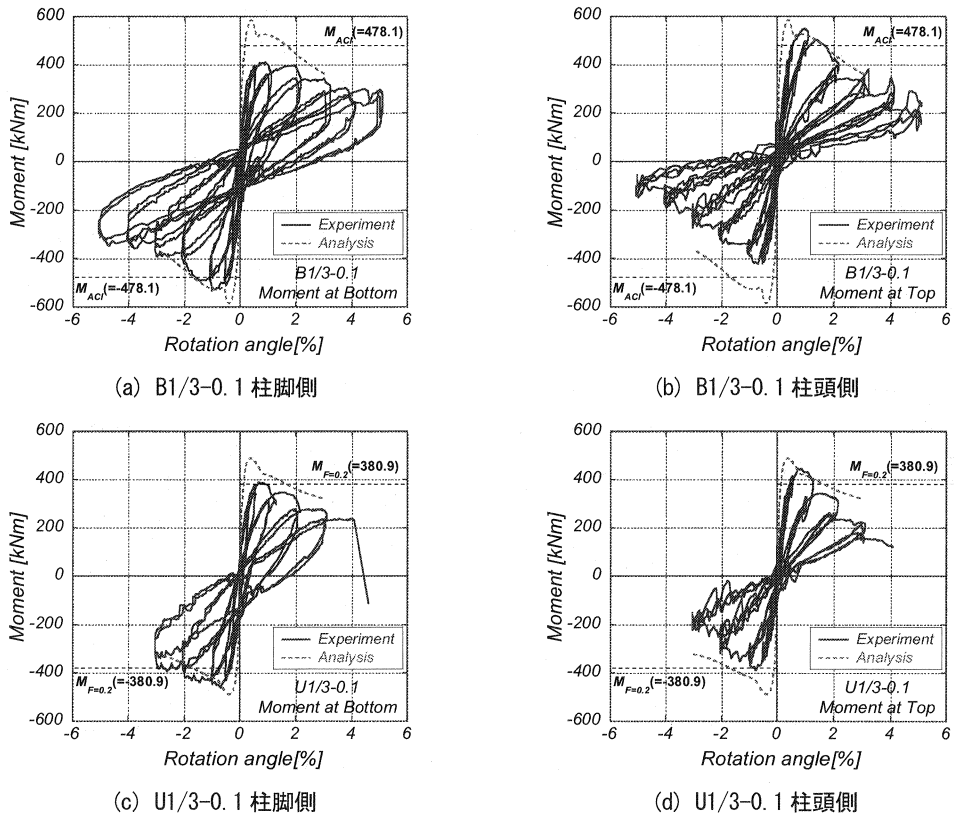 600
400
200
0
-200
-400
-600
-6 -4 -2 0 2 4 6
Moment [kNm]
Rotation angle[%]
M_ACI(=478.1)
M_ACI(=-478.1)
Experiment
Analysis
B1/3-0.1
Moment at Bottom
(a) B1/3-0.1 柱脚側
600
400
200
0
-200
-400
-600
-6 -4 -2 0 2 4 6
Moment [kNm]
Rotation angle[%]
M_ACI(=478.1)
M_ACI(=-478.1)
Experiment
Analysis
B1/3-0.1
Moment at Top
(b) B1/3-0.1 柱頭側
600
400
200
0
-200
-400
-600
-6 -4 -2 0 2 4 6
Moment [kNm]
Rotation angle[%]
M_F=0.2(=380.9)
M_F=0.2(=-380.9)
Experiment
Analysis
U1/3-0.1
Moment at Bottom
(c) U1/3-0.1 柱脚側
600
400
200
0
-200
-400
-600
-6 -4 -2 0 2 4 6
Moment [kNm]
Rotation angle[%]
M_F=0.2(=380.9)
M_F=0.2(=-380.9)
Experiment
Analysis
U1/3-0.1
Moment at Top
(d) U1/3-0.1 柱頭側